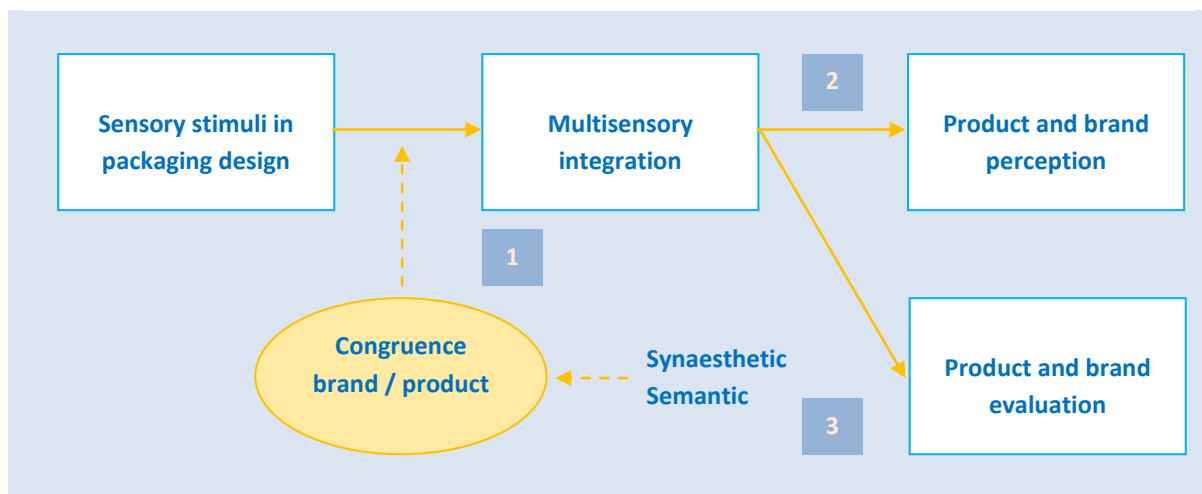 Sensory stimuli in
packaging design
Multisensory
integration
2
Product and brand
perception
1
Congruence
brand / product
Synaesthetic
Semantic
Product and brand
evaluation
3